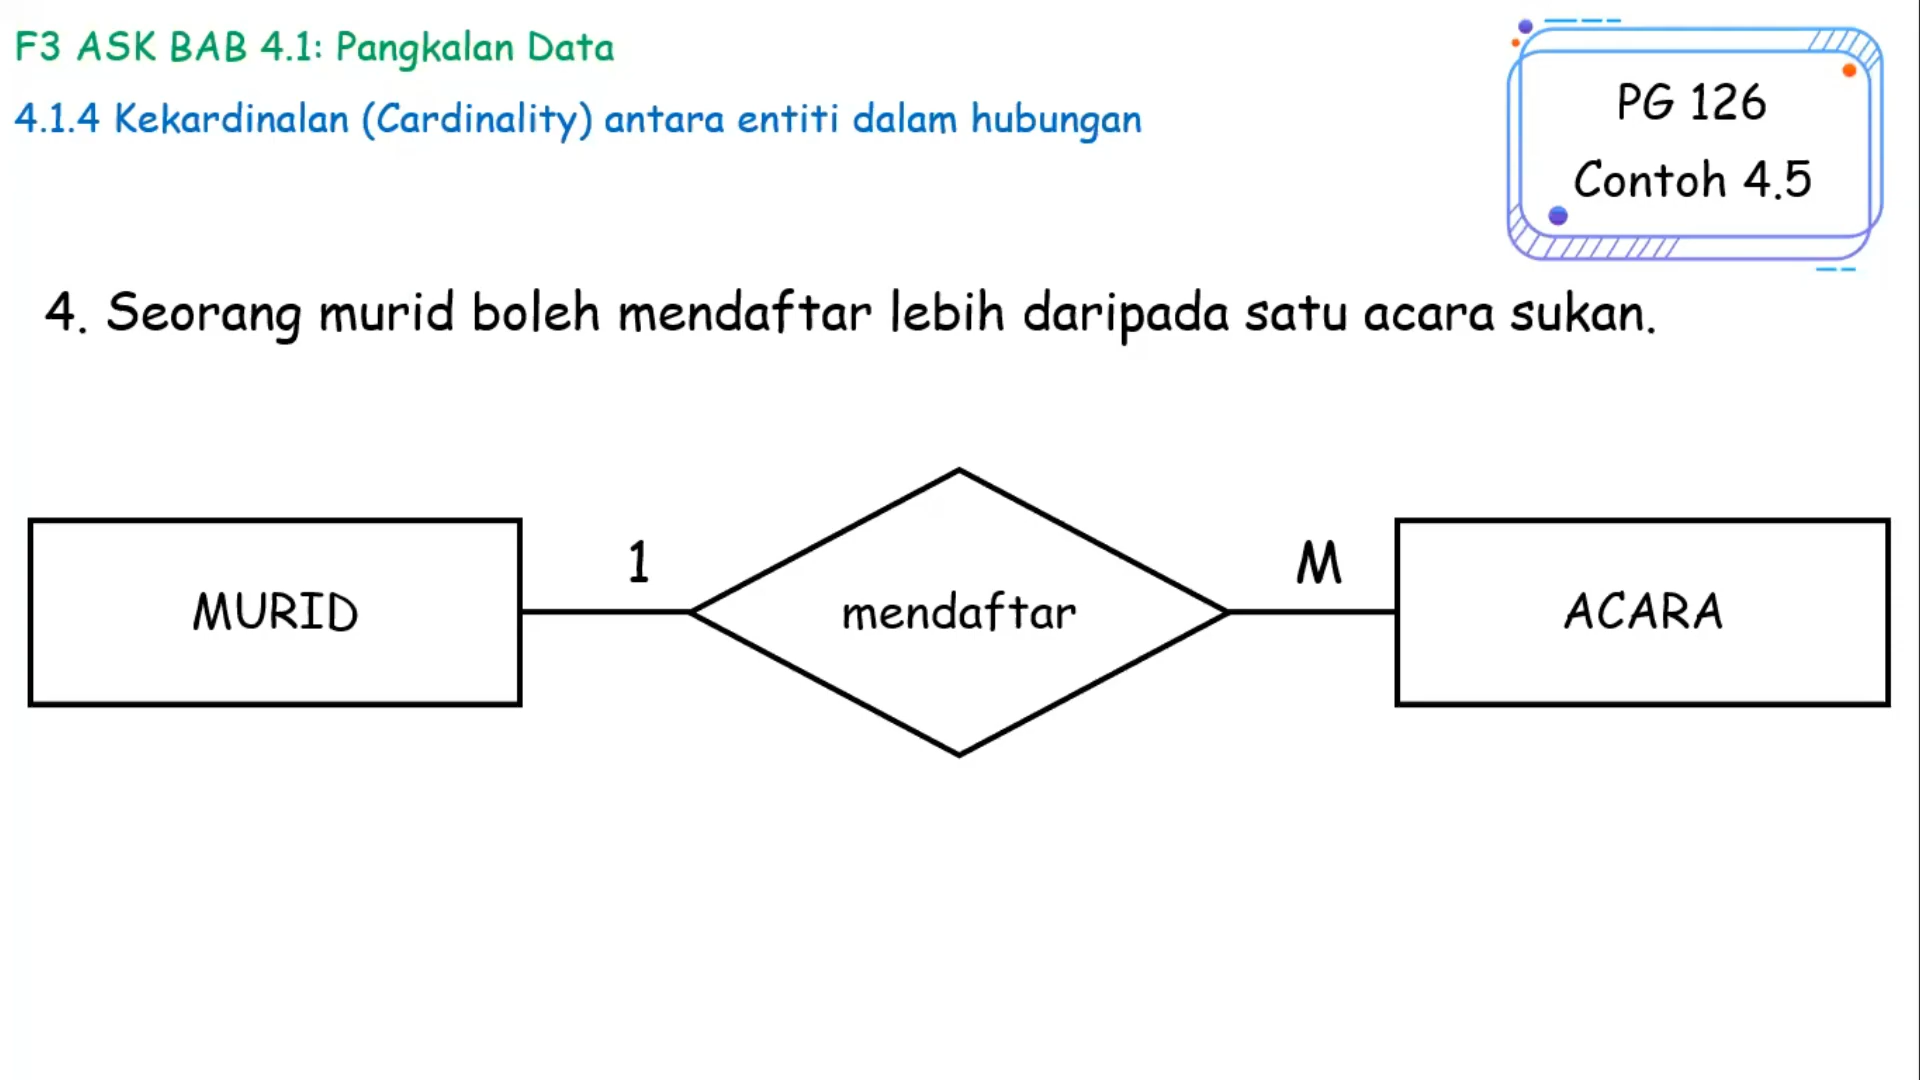 F3 ASK BAB 4.1: Pangkalan Data
4.1.4 Kekardinalan (Cardinality) antara entiti dalam hubungan
PG 126
Contoh 4.5
4. Seorang murid boleh mendaftar lebih daripada satu acara sukan.
MURID
1
mendaftar
M
ACARA